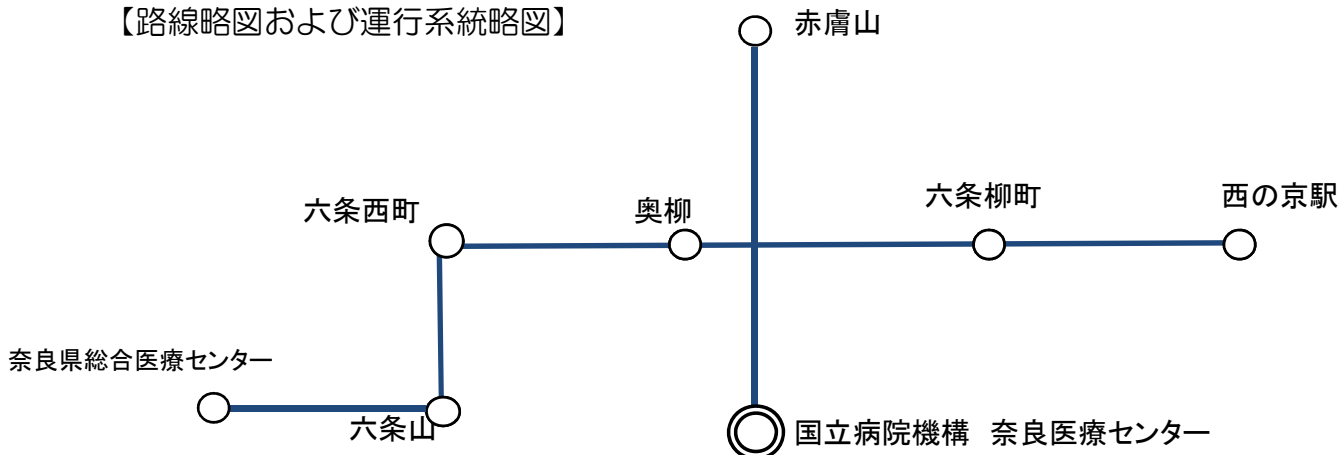 【路線略図および運行系統略図】
赤膚山
六条西町
奥柳
六条柳町
西の京駅
奈良県総合医療センター
六条山
国立病院機構 奈良医療センター